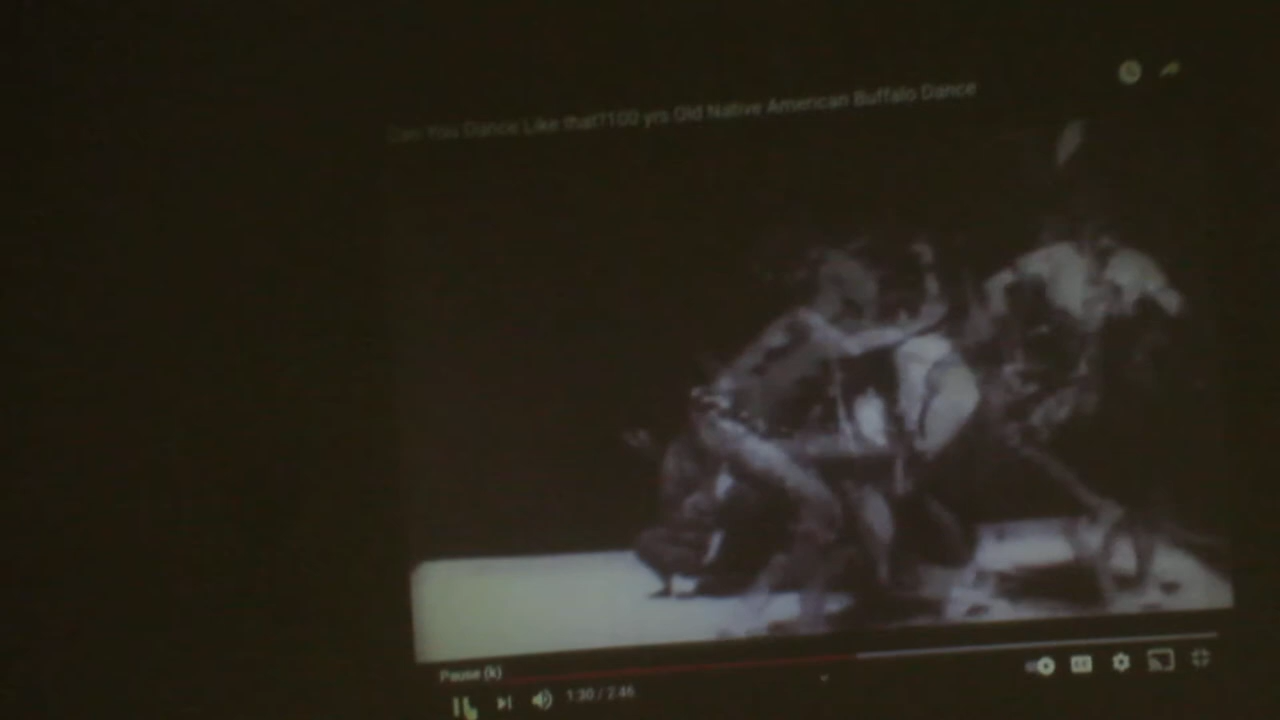 Can You Dance Like that?100 yrs Old Native American Buffalo Dance
Pause (k)
1:30 / 2:46